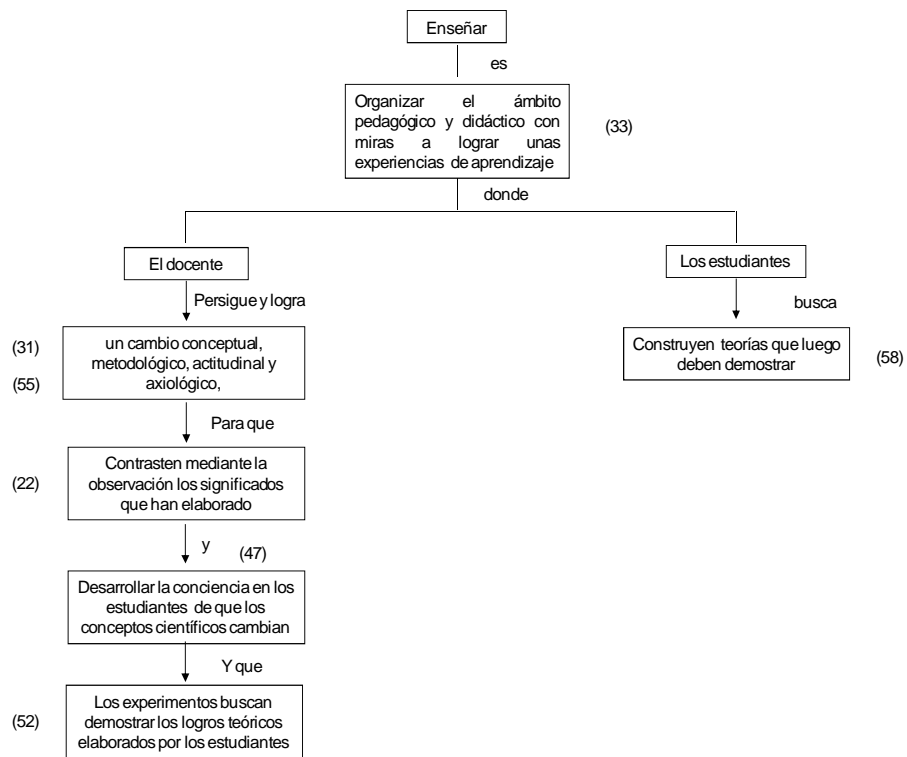 Enseñar
es
Organizar el ámbito
pedagógico y didáctico con
miras a lograr unas
experiencias de aprendizaje
(33)
donde
El docente
Los estudiantes
Persigue y logra
busca
(31)
(55)
un cambio conceptual,
metodológico, actitudinal y
axiológico,
Construyen teorías que luego
deben demostrar
(58)
Para que
(22)
Contrasten mediante la
observación los significados
que han elaborado
y
(47)
Desarrollar la conciencia en los
estudiantes de que los
conceptos científicos cambian
Y que
(52)
Los experimentos buscan
demostrar los logros teóricos
elaborados por los estudiantes